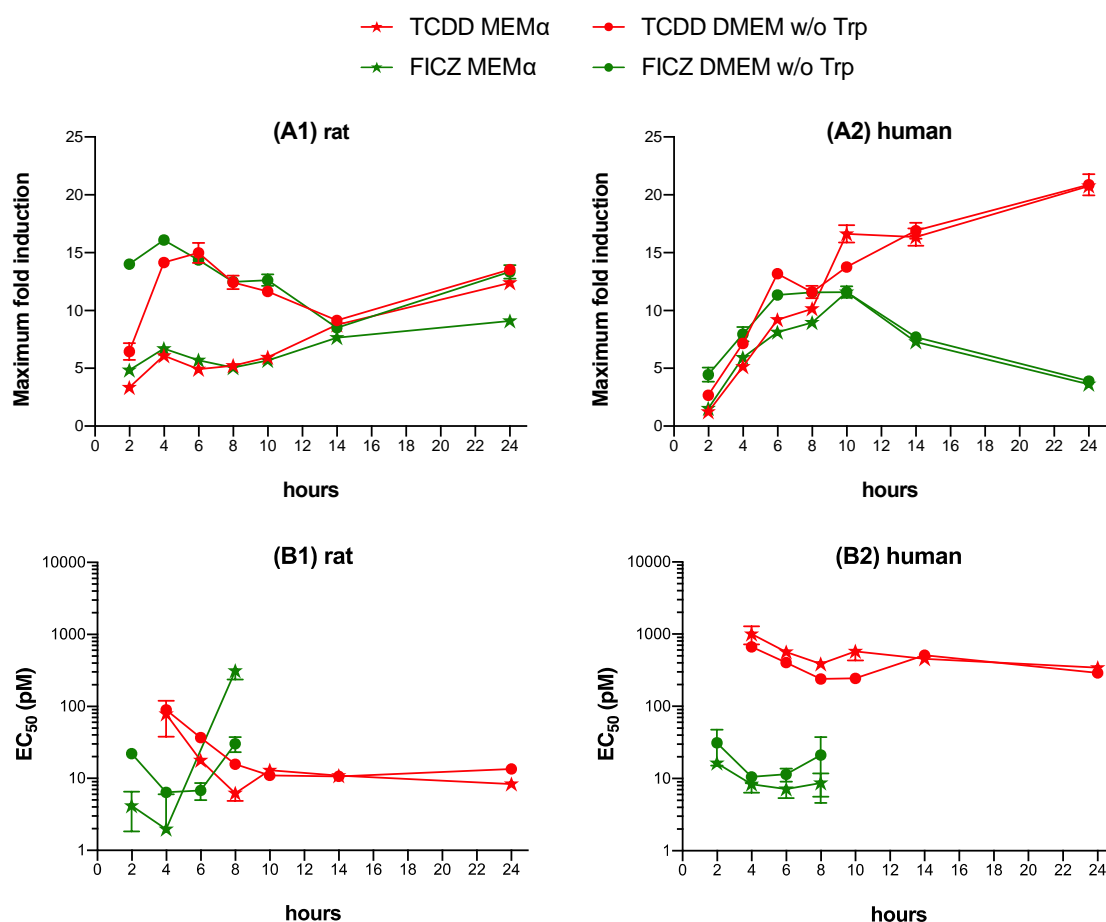 TCDD MEMα TCDD DMEM w/o Trp
FICZ MEMα FICZ DMEM w/o Trp
(A1) rat
Maximum fold induction
25
20
15
10
5
0
0 2 4 6 8 10 12 14 16 18 20 22 24
hours
(A2) human
Maximum fold induction
25
20
15
10
5
0
0 2 4 6 8 10 12 14 16 18 20 22 24
hours
(B1) rat
EC50 (pM)
10000
1000
100
10
1
0 2 4 6 8 10 12 14 16 18 20 22 24
hours
(B2) human
EC50 (pM)
10000
1000
100
10
1
0 2 4 6 8 10 12 14 16 18 20 22 24
hours